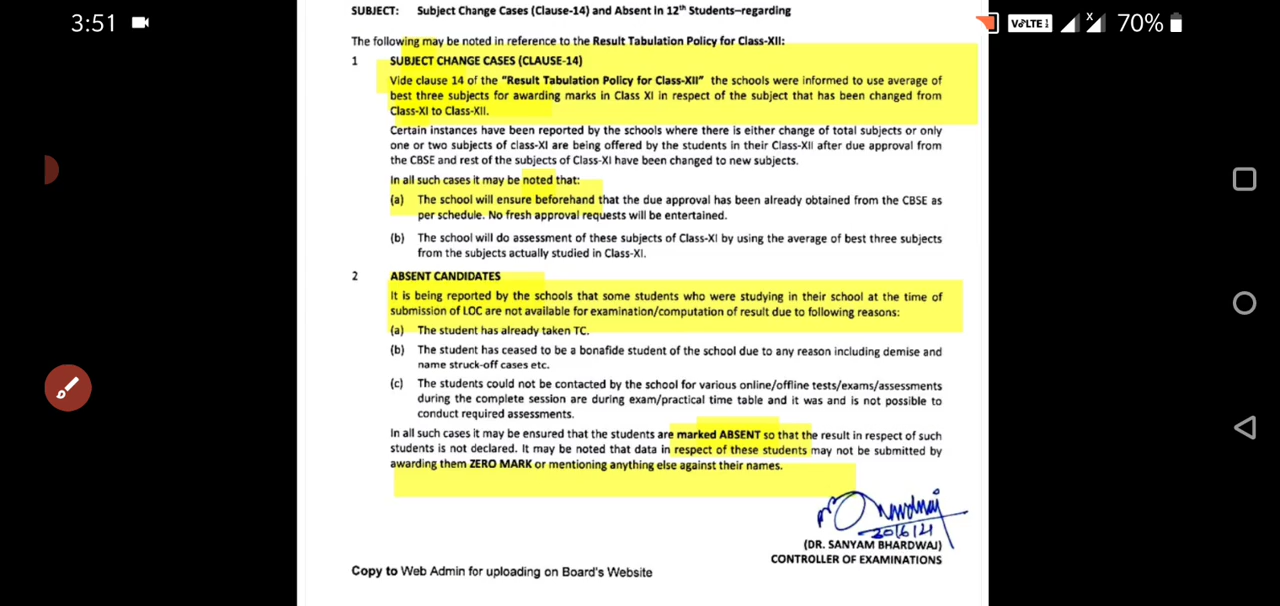 3:51
VoLTE 70%
SUBJECT: Subject Change Cases (Clause-14) and Absent in 12th Students–regarding
The following may be noted in reference to the Result Tabulation Policy for Class-XII:
1 SUBJECT CHANGE CASES (CLAUSE-14)
Vide clause 14 of the "Result Tabulation Policy for Class-XII" the schools were informed to use average of
best three subjects for awarding marks in Class XI in respect of the subject that has been changed from
Class-XI to Class-XII.
Certain instances have been reported by the schools where there is either change of total subjects or only
one or two subjects of class-XI are being offered by the students in their Class-XII after due approval from
the CBSE and rest of the subjects of Class-XI have been changed to new subjects.
In all such cases it may be noted that:
(a) The school will ensure beforehand that the due approval has been already obtained from the CBSE as
per schedule. No fresh approval requests will be entertained.
(b) The school will do assessment of these subjects of Class-XI by using the average of best three subjects
from the subjects actually studied in Class-XI.
2 ABSENT CANDIDATES
It is being reported by the schools that some students who were studying in their school at the time of
submission of LOC are not available for examination/computation of result due to following reasons:
(a) The student has already taken TC.
(b) The student has ceased to be a bonafide student of the school due to any reason including demise and
name struck-off cases etc.
(c) The students could not be contacted by the school for various online/offline tests/exams/assessments
during the complete session are during exam/practical time table and it was and is not possible to
conduct required assessments.
In all such cases it may be ensured that the students are marked ABSENT so that the result in respect of such
students is not declared. It may be noted that data in respect of these students may not be submitted by
awarding them ZERO MARK or mentioning anything else against their names.
20/6/21
(DR. SANYAM BHARDWAJ)
CONTROLLER OF EXAMINATIONS
Copy to Web Admin for uploading on Board's Website